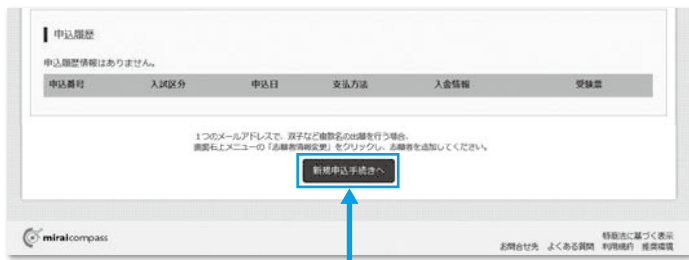 申込履歴
申込履歴情報はありません。
申込番号 入試区分 申込日 支払方法 入金情報 受験票
1つのメールアドレスで、双子など複数名の出願を行う場合、
画面右上メニューの「志願者情報変更」をクリックし、志願者を追加してください。
新規申込手続きへ
miraicompass
特商法に基づく表示
お問合せ先 よくある質問 利用規約 推奨環境